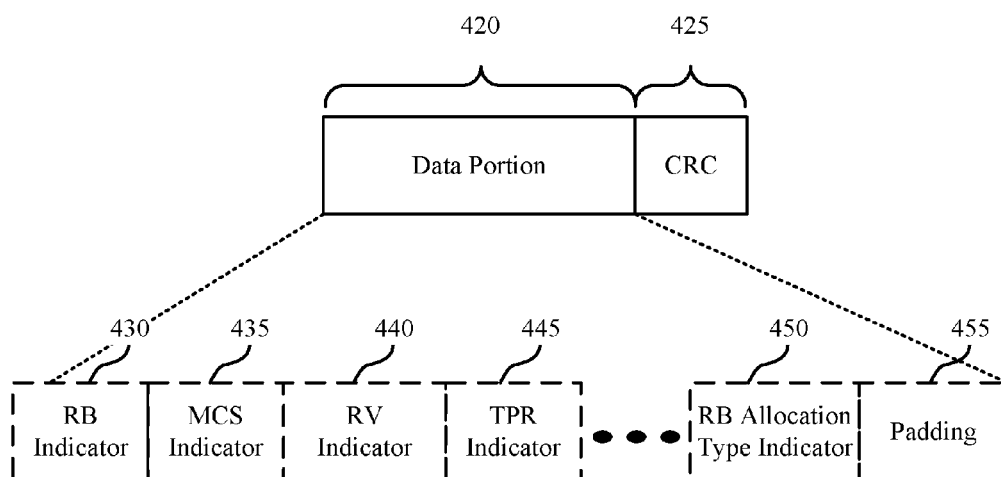 420 425
Data Portion CRC
430 435 440 445 450 455
RB Indicator MCS Indicator RV Indicator TPR Indicator RB Allocation Type Indicator Padding